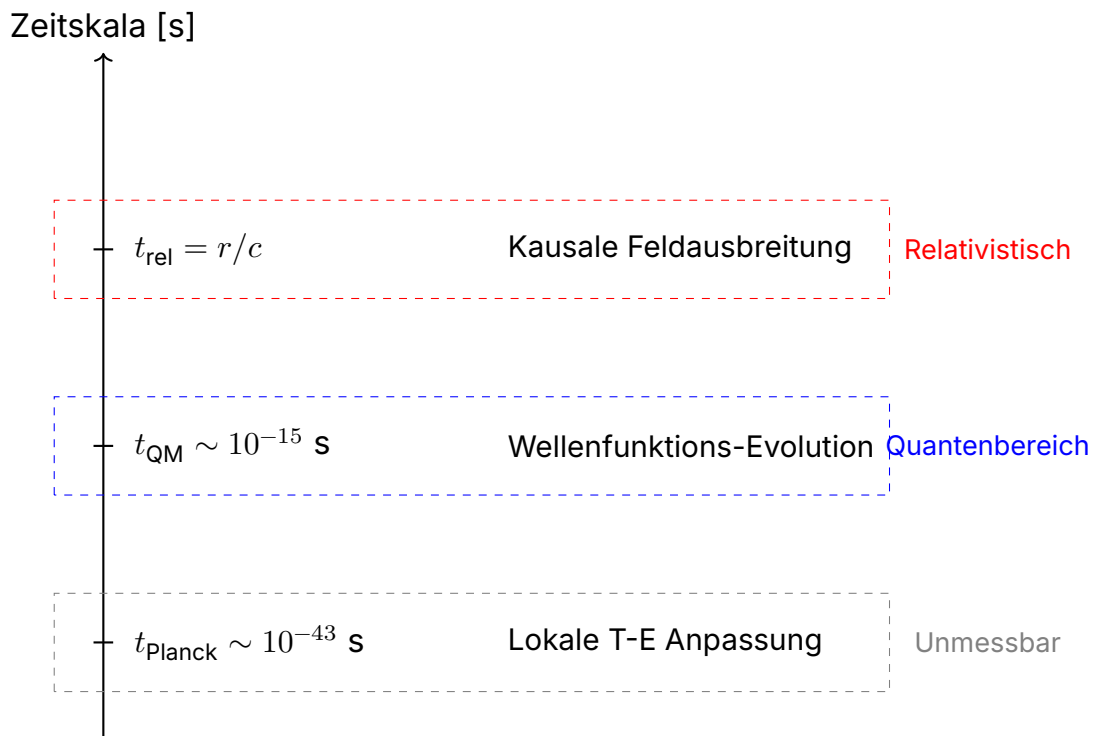 Zeitskala [s]
t_rel = r/c Kausale Feldausbreitung Relativistisch
t_QM ∼ 10^−15 s Wellenfunktions-Evolution Quantenbereich
t_Planck ∼ 10^−43 s Lokale T-E Anpassung Unmessbar